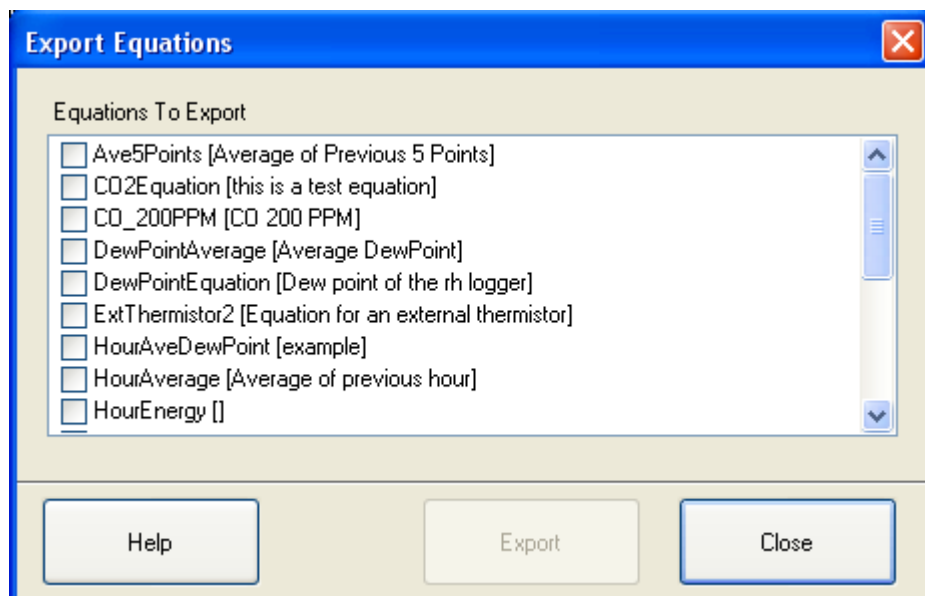 Export Equations
Equations To Export
Ave5Points [Average of Previous 5 Points]
CO2Equation [this is a test equation]
CO_200PPM [CO 200 PPM]
DewPointAverage [Average DewPoint]
DewPointEquation [Dew point of the rh logger]
ExtThermistor2 [Equation for an external thermistor]
HourAveDewPoint [example]
HourAverage [Average of previous hour]
HourEnergy []
Help Export Close